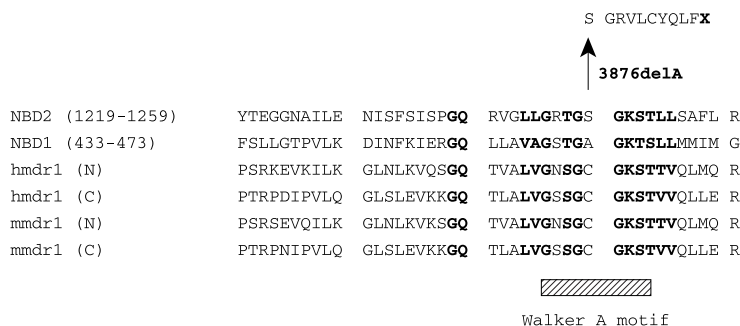 S GRVLCYQLFX
3876delA
NBD2 (1219-1259) YTEGGNAILE NISFSISPGQ RVGLLGRTGS GKSTLLSAFL R
NBD1 (433-473) FSLLGTPVLK DINFKIERGQ LLAVAGSTGA GKTSLLMMIM G
hmdr1 (N) PSRKEVKILK GLNLKVQSGQ TVALVGNSGC GKSTTVQLMQ R
hmdr1 (C) PTRPDIPVLQ GLSLEVKKGQ TLALVGSSGC GKSTVVQLLE R
mmdr1 (N) PSRSEVQILK GLNLKVKSGQ TVALVGNSGC GKSTTVQLMQ R
mmdr1 (C) PTRPNIPVLQ GLSLEVKKGQ TLALVGSSGC GKSTVVQLLE R
Walker A motif